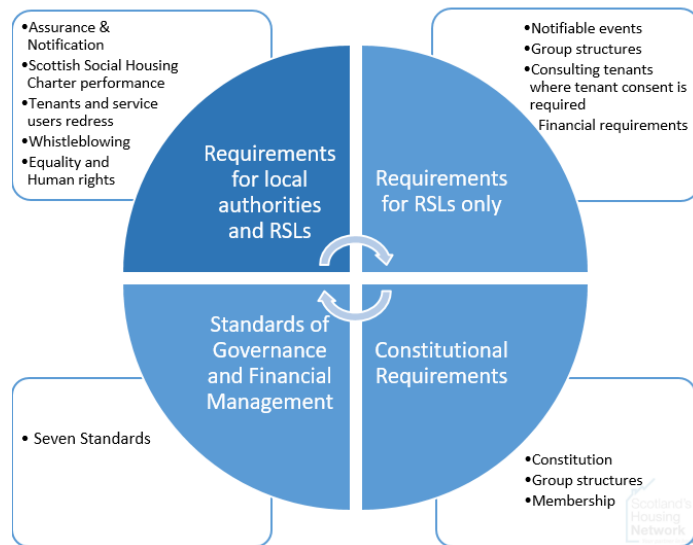 •Assurance &
Notification
•Scottish Social Housing
Charter performance
•Tenants and service
users redress
•Whistleblowing
•Equality and
Human rights
•Notifiable events
•Group structures
•Consulting tenants
where tenant consent is
required
Financial requirements
Requirements
for local
authorities
and RSLs
Requirements
for RSLs only
Standards of
Governance
and Financial
Management
Constitutional
Requirements
• Seven Standards
•Constitution
•Group structures
•Membership
Scotland's
Housing
Network